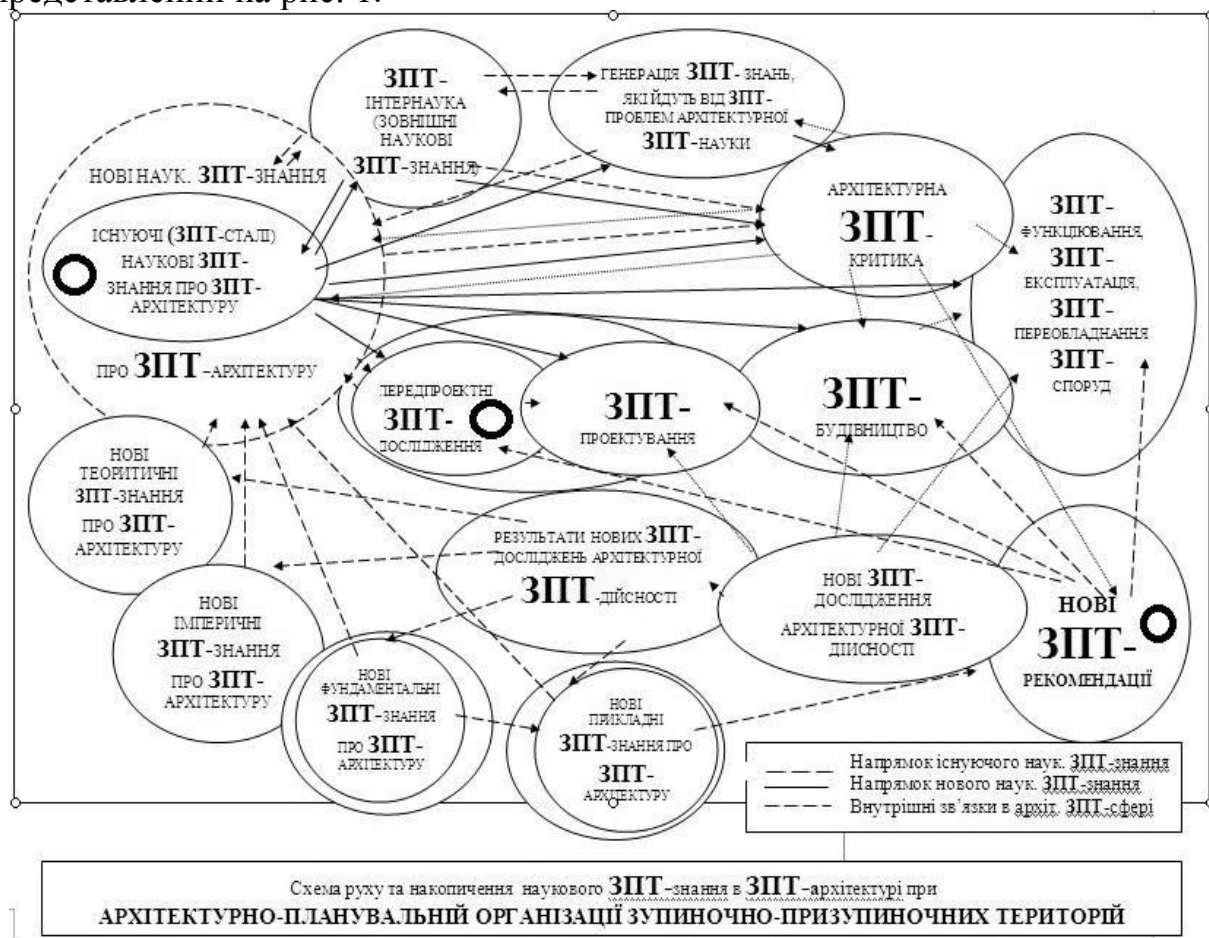 представлений на рис. 1.
ЗПТ-
ІНТЕРНАУКА
(ЗОВНІШНІ
НАУКОВІ
ЗПТ-ЗНАННЯ)
ГЕНЕРАЦІЯ ЗПТ- ЗНАНЬ,
ЯКІ ЙДУТЬ ВІД ЗПТ-
ПРОБЛЕМ АРХІТЕКТУРНОЇ
ЗПТ-НАУКИ
НОВІ НАУК. ЗПТ-ЗНАННЯ
ІСНУЮЧІ (ЗПТ-СТАЛІ)
НАУКОВІ ЗПТ-
ЗНАННЯ ПРО ЗПТ-
АРХІТЕКТУРУ
ПРО ЗПТ-АРХІТЕКТУРУ
АРХІТЕКТУРНА
ЗПТ-
КРИТИКА
ЗПТ-
ФУНКЦІЮВАННЯ,
ЗПТ-
ЕКСПЛУАТАЦІЯ,
ЗПТ-
ПЕРЕОБЛАДНАННЯ
ЗПТ-
СПОРУД
ПЕРЕДПРОЕКТНІ
ЗПТ-
ДОСЛІДЖЕННЯ
ЗПТ-
ПРОЕКТУВАННЯ
ЗПТ-
БУДІВНИЦТВО
НОВІ
ТЕОРИТИЧНІ
ЗПТ-ЗНАННЯ
ПРО ЗПТ-
АРХІТЕКТУРУ
РЕЗУЛЬТАТИ НОВИХ ЗПТ-
ДОСЛІДЖЕНЬ АРХІТЕКТУРНОЇ
ЗПТ-ДІЙСНОСТІ
НОВІ ЗПТ-
ДОСЛІДЖЕННЯ
АРХІТЕКТУРНОЇ ЗПТ-
ДІЙСНОСТІ
НОВІ
ЗПТ-
РЕКОМЕНДАЦІЇ
НОВІ
ІМПЕРИЧНІ
ЗПТ-ЗНАННЯ
ПРО ЗПТ-
АРХІТЕКТУРУ
НОВІ
ФУНДАМЕНТАЛЬНІ
ЗПТ-ЗНАННЯ
ПРО ЗПТ-
АРХІТЕКТУРУ
НОВІ
ПРИКЛАДНІ
ЗПТ-ЗНАННЯ ПРО
ЗПТ-
АРХІТЕКТУРУ
Напрямок існуючого наук. ЗПТ-знання
Напрямок нового наук. ЗПТ-знання
Внутрішні зв'язки в архіт. ЗПТ-сфері
Схема руху та накопичення наукового ЗПТ-знання в ЗПТ-архітектурі при
АРХІТЕКТУРНО-ПЛАНУВАЛЬНІЙ ОРГАНІЗАЦІЇ ЗУПИНОЧНО-ПРИЗУПИНОЧНИХ ТЕРИТОРІЙ